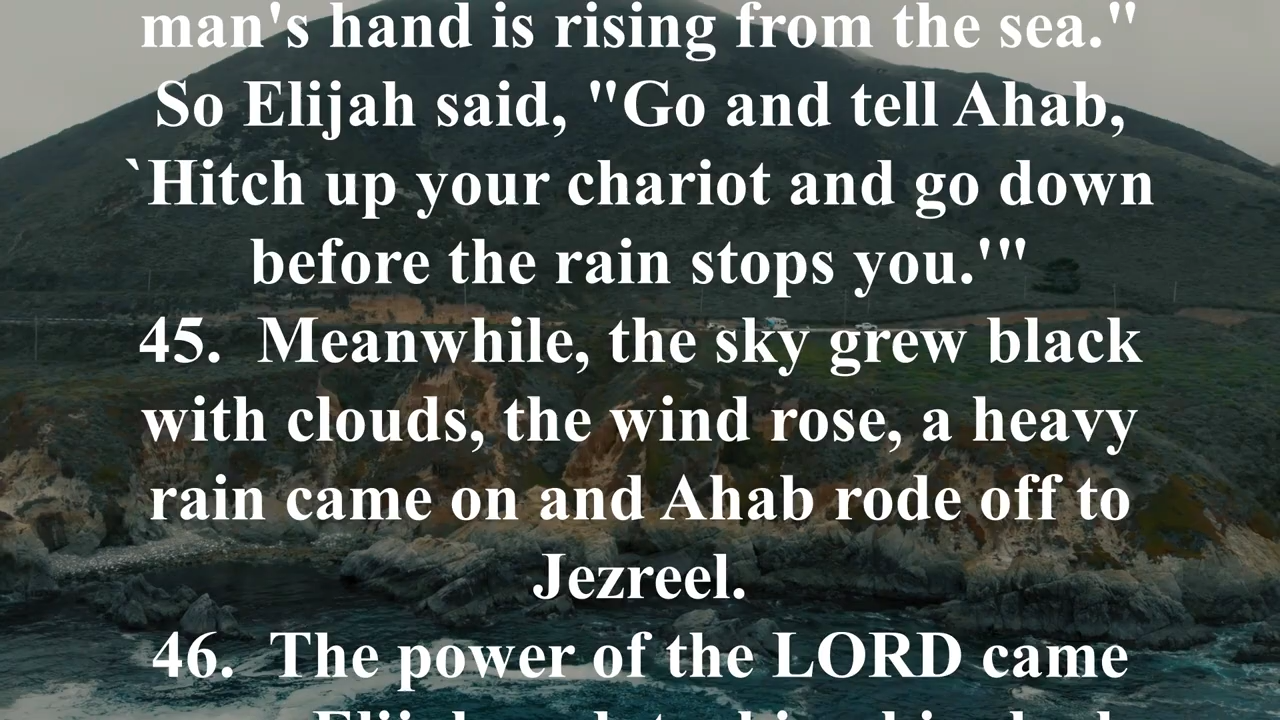 man's hand is rising from the sea."
So Elijah said, "Go and tell Ahab,
`Hitch up your chariot and go down
before the rain stops you.'"
45.  Meanwhile, the sky grew black
with clouds, the wind rose, a heavy
rain came on and Ahab rode off to
Jezreel.
46.  The power of the LORD came